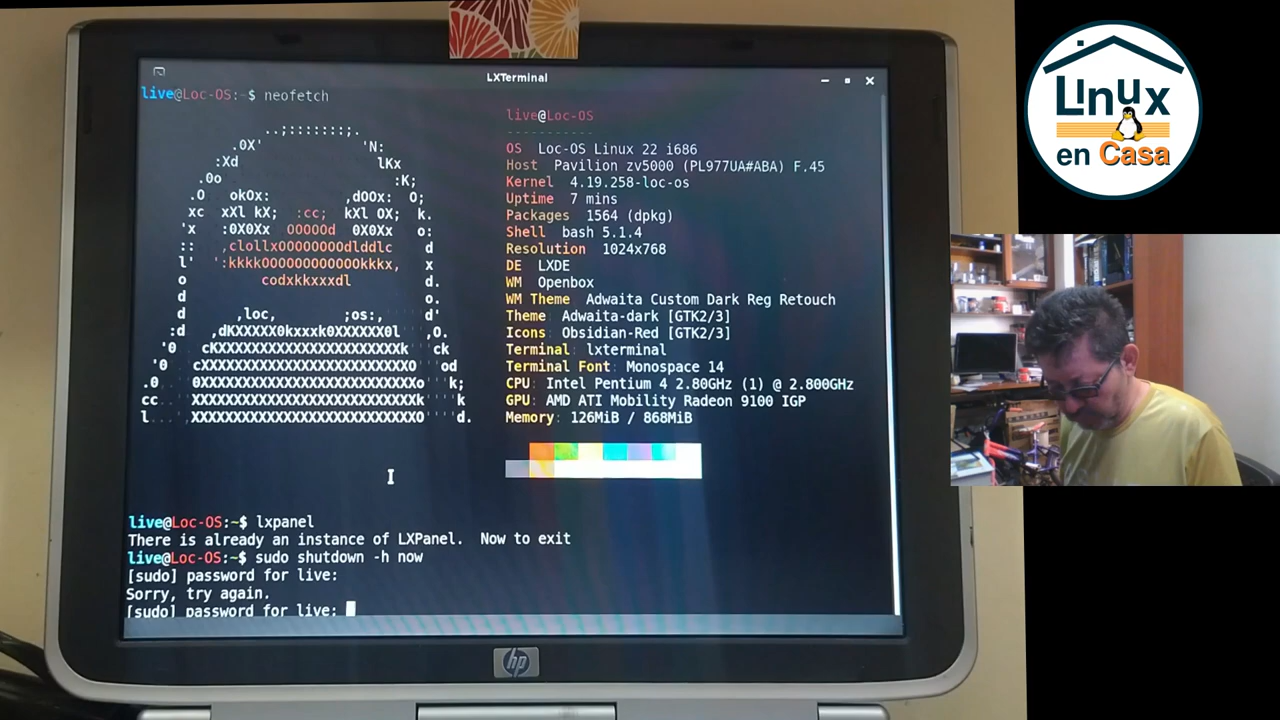 LXTerminal
live@Loc-OS:~$ neofetch
live@Loc-OS
-----------
OS Loc-OS Linux 22 i686
Host Pavilion zv5000 (PL977UA#ABA) F.45
Kernel 4.19.258-loc-os
Uptime 7 mins
Packages 1564 (dpkg)
Shell bash 5.1.4
Resolution 1024x768
DE LXDE
WM Openbox
WM Theme Adwaita Custom Dark Reg Retouch
Theme: Adwaita-dark [GTK2/3]
Icons: Obsidian-Red [GTK2/3]
Terminal: lxterminal
Terminal Font: Monospace 14
CPU: Intel Pentium 4 2.80GHz (1) @ 2.800GHz
GPU: AMD ATI Mobility Radeon 9100 IGP
Memory: 126MiB / 868MiB
live@Loc-OS:~$ lxpanel
There is already an instance of LXPanel.  Now to exit
live@Loc-OS:~$ sudo shutdown -h now
[sudo] password for live:
Sorry, try again.
[sudo] password for live:
hp
Linux
en Casa